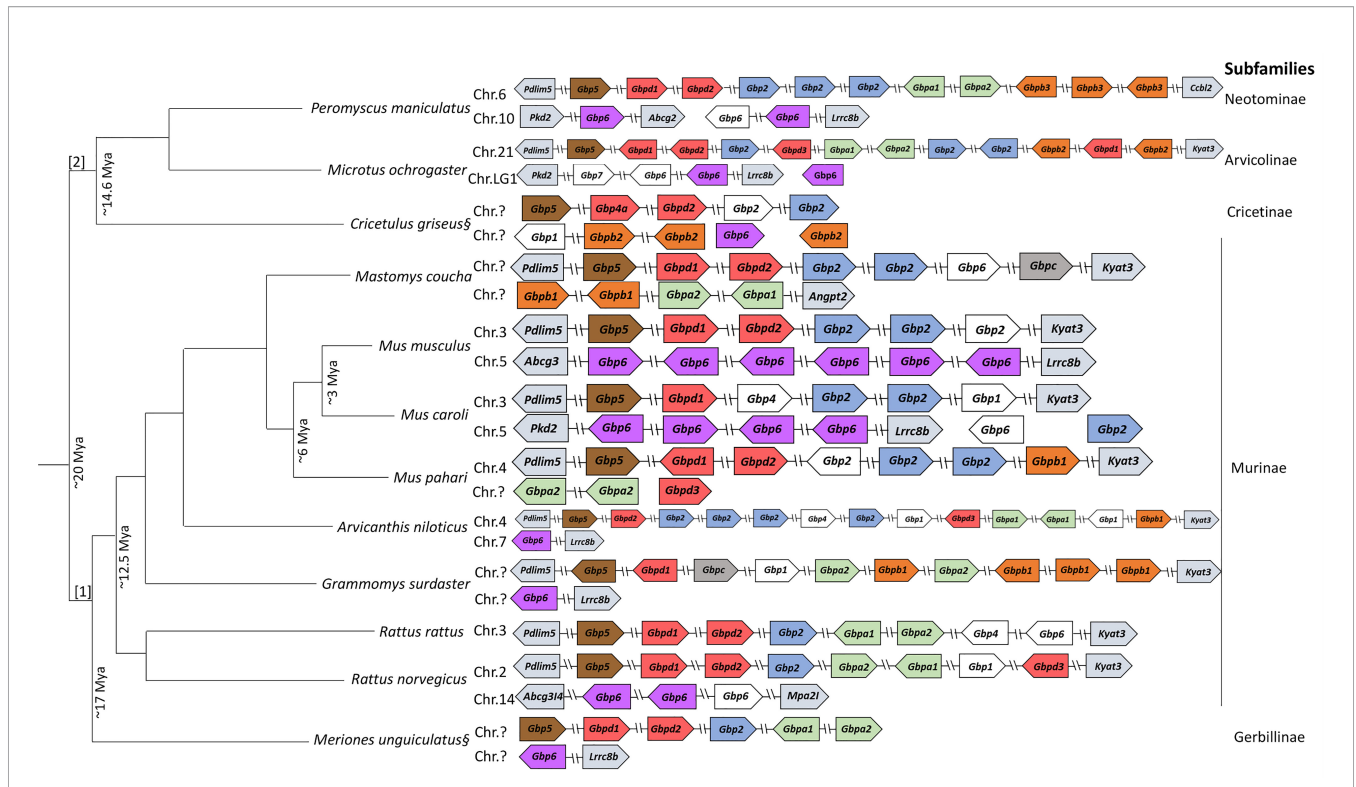 Subfamilies
Chr.6 Pdlim5 Gbp5 Gbpd1 Gbpd2 Gbp2 Gbp2 Gbp2 Gbpa1 Gbpa2 Gbpb3 Gbpb3 Gbpb3 Ccbl2
Neotominae
Peromyscus maniculatus
Chr.10 Pkd2 Gbp6 Abcg2 Gbp6 Gbp6 Lrrc8b
[2]
~14.6 Mya
Chr.21 Pdlim5 Gbp5 Gbpd1 Gbpd2 Gbp2 Gbpd3 Gbpa1 Gbpa2 Gbp2 Gbp2 Gbpb2 Gbpd1 Gbpb2 Kyat3
Arvicolinae
Microtus ochrogaster
Chr.LG1 Pkd2 Gbp7 Gbp6 Gbp6 Lrrc8b Gbp6
Chr.? Gbp5 Gbp4a Gbpd2 Gbp2 Gbp2
Cricetinae
Cricetulus griseus§
Chr.? Gbp1 Gbpb2 Gbpb2 Gbp6 Gbpb2
Chr.? Pdlim5 Gbp5 Gbpd1 Gbpd2 Gbp2 Gbp2 Gbp6 Gbpc Kyat3
Mastomys coucha
Chr.? Gbpb1 Gbpb1 Gbpa2 Gbpa1 Angpt2
Chr.3 Pdlim5 Gbp5 Gbpd1 Gbpd2 Gbp2 Gbp2 Gbp2 Kyat3
Mus musculus
Chr.5 Abcg3 Gbp6 Gbp6 Gbp6 Gbp6 Gbp6 Gbp6 Lrrc8b
~3 Mya
Chr.3 Pdlim5 Gbp5 Gbpd1 Gbp4 Gbp2 Gbp2 Gbp1 Kyat3
Mus caroli
Chr.5 Pkd2 Gbp6 Gbp6 Gbp6 Gbp6 Lrrc8b Gbp6 Gbp2
~6 Mya
~20 Mya
Chr.4 Pdlim5 Gbp5 Gbpd1 Gbpd2 Gbp2 Gbp2 Gbp2 Gbpb1 Kyat3
Murinae
Mus pahari
Chr.? Gbpa2 Gbpa2 Gbpd3
Chr.4 Pdlim5 Gbp5 Gbpd2 Gbp2 Gbp2 Gbp2 Gbp4 Gbp2 Gbp1 Gbpd3 Gbpa1 Gbpa1 Gbp1 Gbpb1 Kyat3
Arvicanthis niloticus
Chr.7 Gbp6 Lrrc8b
~12.5 Mya
Chr.? Pdlim5 Gbp5 Gbpd1 Gbpc Gbp1 Gbpa2 Gbpb1 Gbpa2 Gbpb1 Gbpb1 Gbpb1 Kyat3
Grammomys surdaster
[1]
Chr.? Gbp6 Lrrc8b
Rattus rattus
Chr.3 Pdlim5 Gbp5 Gbpd1 Gbpd2 Gbp2 Gbpa1 Gbpa2 Gbp4 Gbp6 Kyat3
Chr.2 Pdlim5 Gbp5 Gbpd1 Gbpd2 Gbp2 Gbpa2 Gbpa1 Gbp1 Gbpd3 Kyat3
Rattus norvegicus
~17 Mya
Chr.14 Abcg3l4 Gbp6 Gbp6 Gbp6 Mpa2l
Chr.? Gbp5 Gbpd1 Gbpd2 Gbp2 Gbpa1 Gbpa2
Gerbillinae
Meriones unguiculatus§
Chr.? Gbp6 Lrrc8b